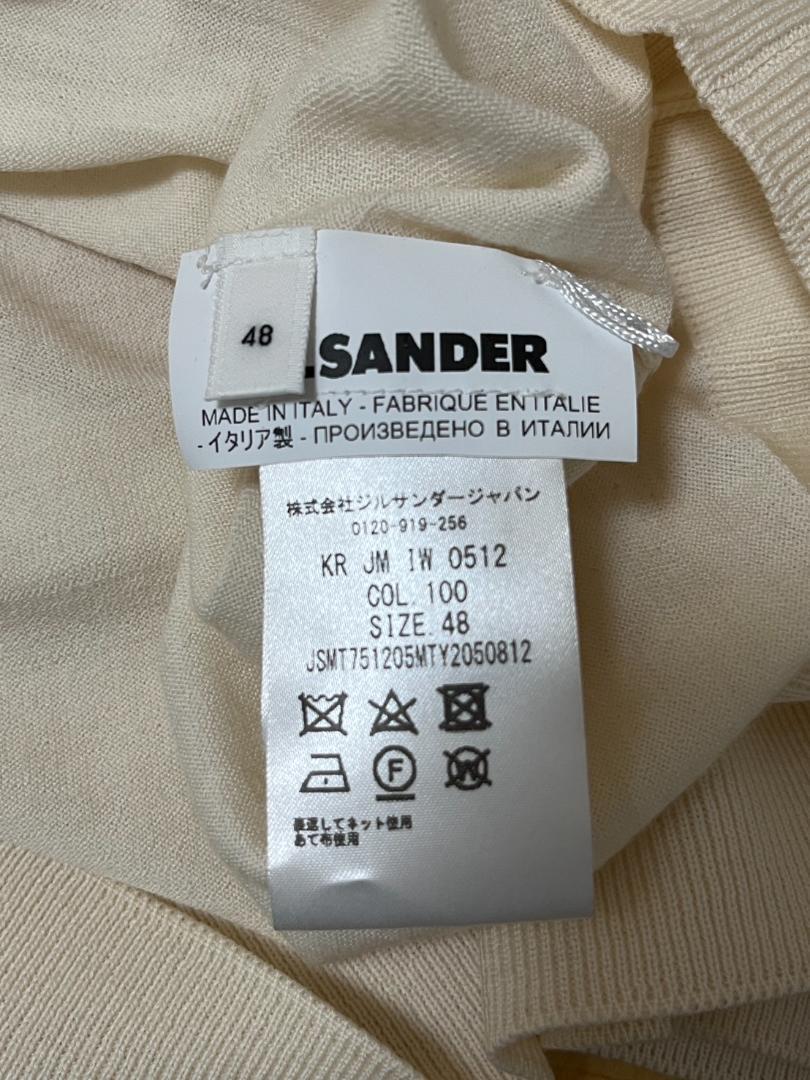 48
.SANDER
MADE IN ITALY - FABRIQUÉ EN ITALIE
- イタリア製 - ПРОИЗВЕДЕНО В ИТАЛИИ
株式会社ジルサンダージャパン
0120-919-256
KR JM IW 0512
COL. 100
SIZE. 48
JSMT751205MTY2050812
F
W
裏返してネット使用
あて布使用